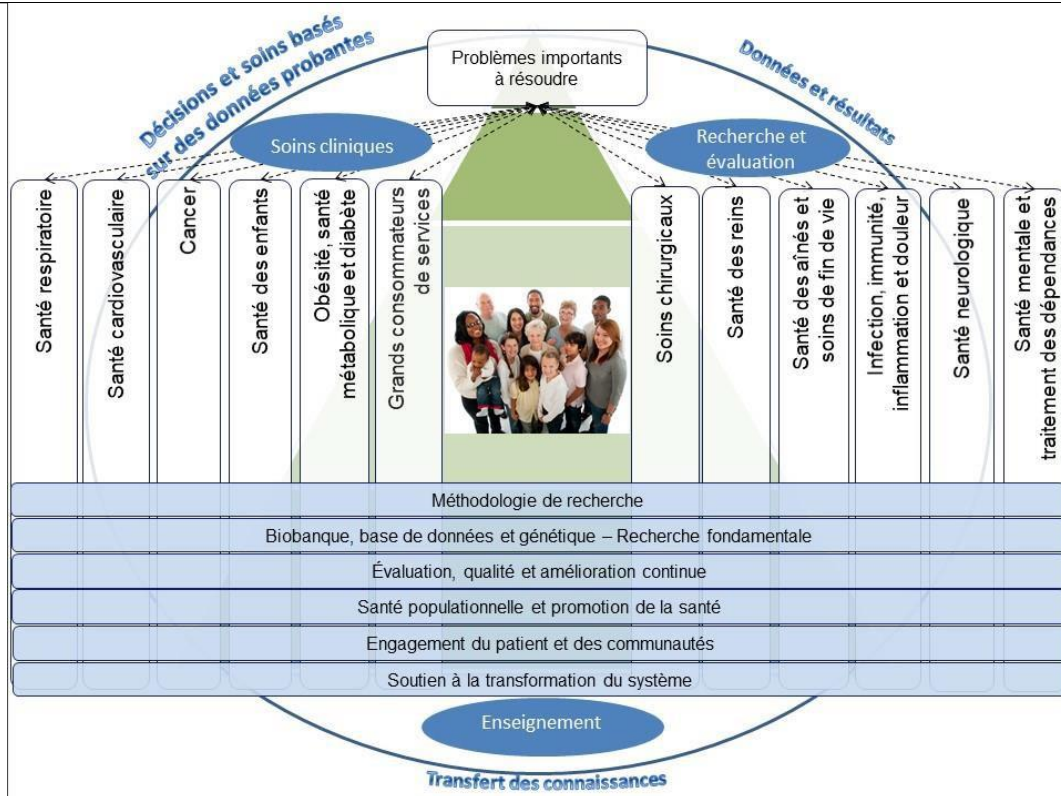 Décisions et soins basés
sur des données probantes
Problèmes importants
à résoudre
Données et résultats
Soins cliniques
Recherche et
évaluation
Santé respiratoire
Santé cardiovasculaire
Cancer
Santé des enfants
Obésité, santé
métabolique et diabète
Grands consommateurs
de services
Soins chirurgicaux
Santé des reins
Santé des aînés et
soins de fin de vie
Infection, immunité,
inflammation et douleur
Santé neurologique
Santé mentale et
traitement des dépendances
Méthodologie de recherche
Biobanque, base de données et génétique – Recherche fondamentale
Évaluation, qualité et amélioration continue
Santé populationnelle et promotion de la santé
Engagement du patient et des communautés
Soutien à la transformation du système
Enseignement
Transfert des connaissances